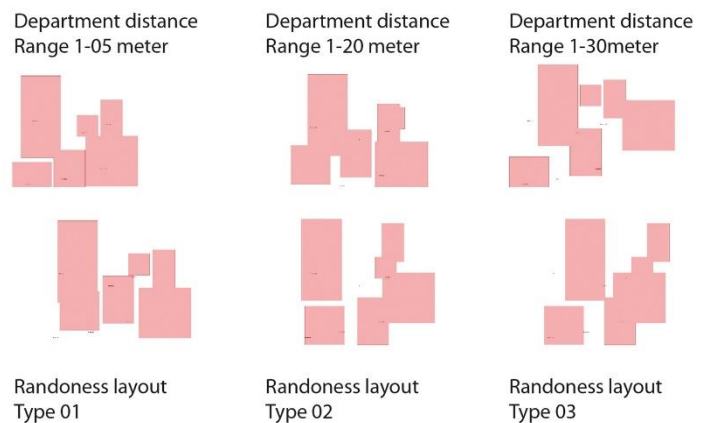 Department distance
Range 1-05 meter
Department distance
Range 1-20 meter
Department distance
Range 1-30meter
Randoness layout
Type 01
Randoness layout
Type 02
Randoness layout
Type 03